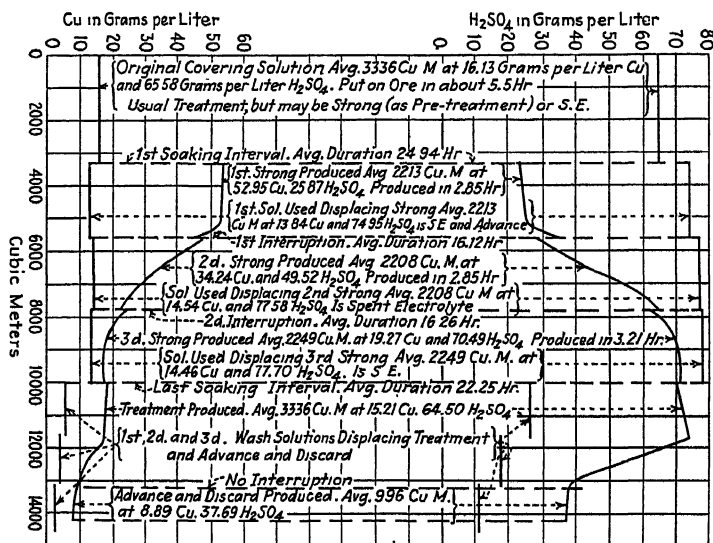 Cu in Grams per Liter H₂SO₄ in Grams per Liter
0 10 20 30 40 50 60 0 10 20 30 40 50 60 70 80
0
2000
4000
6000
8000
10000
12000
14000
Cubic Meters
Original Covering Solution Avg. 3336 Cu M at 16.13 Grams per Liter Cu
and 65 58 Grams per Liter H₂SO₄. Put on Ore in about 5.5 Hr
Usual Treatment, but may be Strong (as Pre-treatment) or S.E.
1st Soaking Interval. Avg. Duration 24 94 Hr
1st. Strong Produced Avg 2213 Cu. M at
52.95 Cu, 25 87 H₂SO₄ Produced in 2.85 Hr
1st. Sol. Used Displacing Strong Avg. 2213
Cu M at 13 84 Cu and 74 95 H₂SO₄ is S E and Advance
1st Interruption. Avg. Duration 16.12 Hr
2 d. Strong Produced Avg 2208 Cu. M. at
34.24 Cu. and 49.52 H₂SO₄ Produced in 2.85 Hr
Sol Used Displacing 2nd Strong Avg. 2208 Cu M at
14.54 Cu, and 77.58 H₂SO₄ Is Spent Electrolyte
2d. Interruption. Avg. Duration 16 26 Hr.
3 d. Strong Produced Avg. 2249 Cu. M. at 19.27 Cu and 70.49 H₂SO₄ Produced in 3.21 Hr.
Sol. Used Displacing 3rd Strong Avg. 2249 Cu. M. at
14.46 Cu and 77.70 H₂SO₄. Is S E.
Last Soaking Interval. Avg. Duration 22.25 Hr.
Treatment Produced. Avg. 3336 Cu. M at 15.21 Cu. 64.50 H₂SO₄
1st, 2d. and 3 d. Wash Solutions Displacing Treatment
and Advance and Discard
No Interruption
Advance and Discard Produced. Avg. 996 Cu M.
at 8.89 Cu. 37.69 H₂SO₄